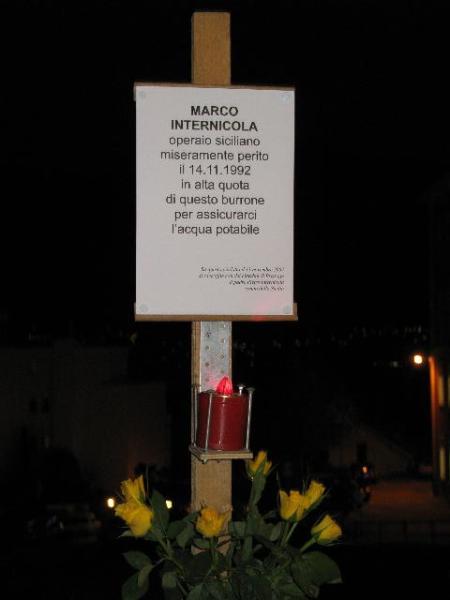 MARCO
INTERNICOLA
operaio siciliano
miseramente perito
il 14.11.1992
in alta quota
di questo burrone
per assicurarci
l'acqua potabile